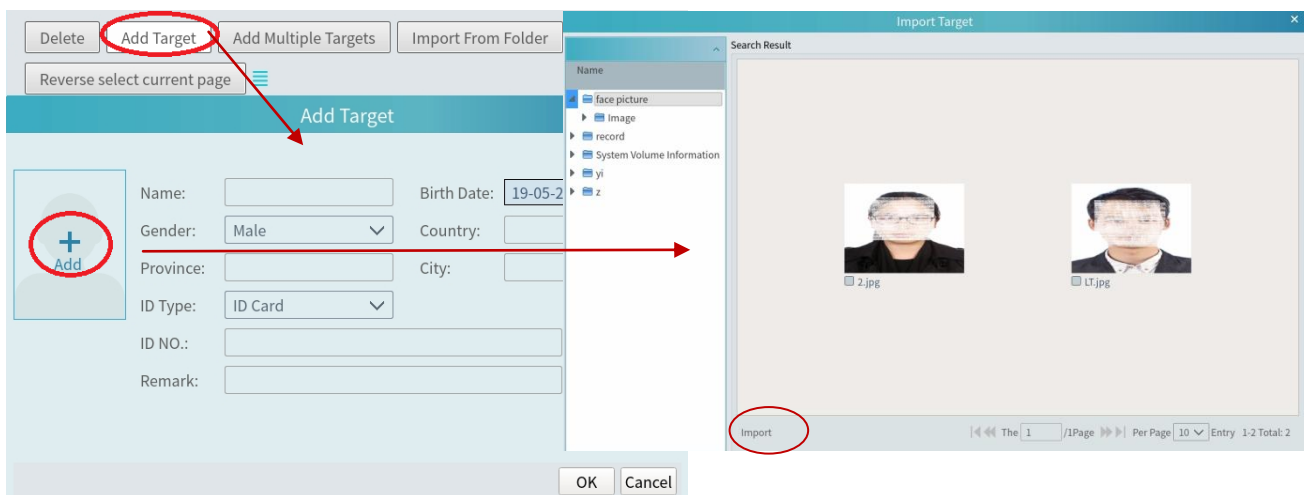 Delete Add Target Add Multiple Targets Import From Folder
Reverse select current page
Add Target
Add
Name: Birth Date: 19-05-2
Gender: Male Country:
Province: City:
ID Type: ID Card
ID NO.:
Remark:
OK Cancel
Import Target
Search Result
Name
face picture
Image
record
System Volume Information
yi
z
2.jpg LT.jpg
Import The 1 /1Page Per Page 10 Entry 1-2 Total: 2